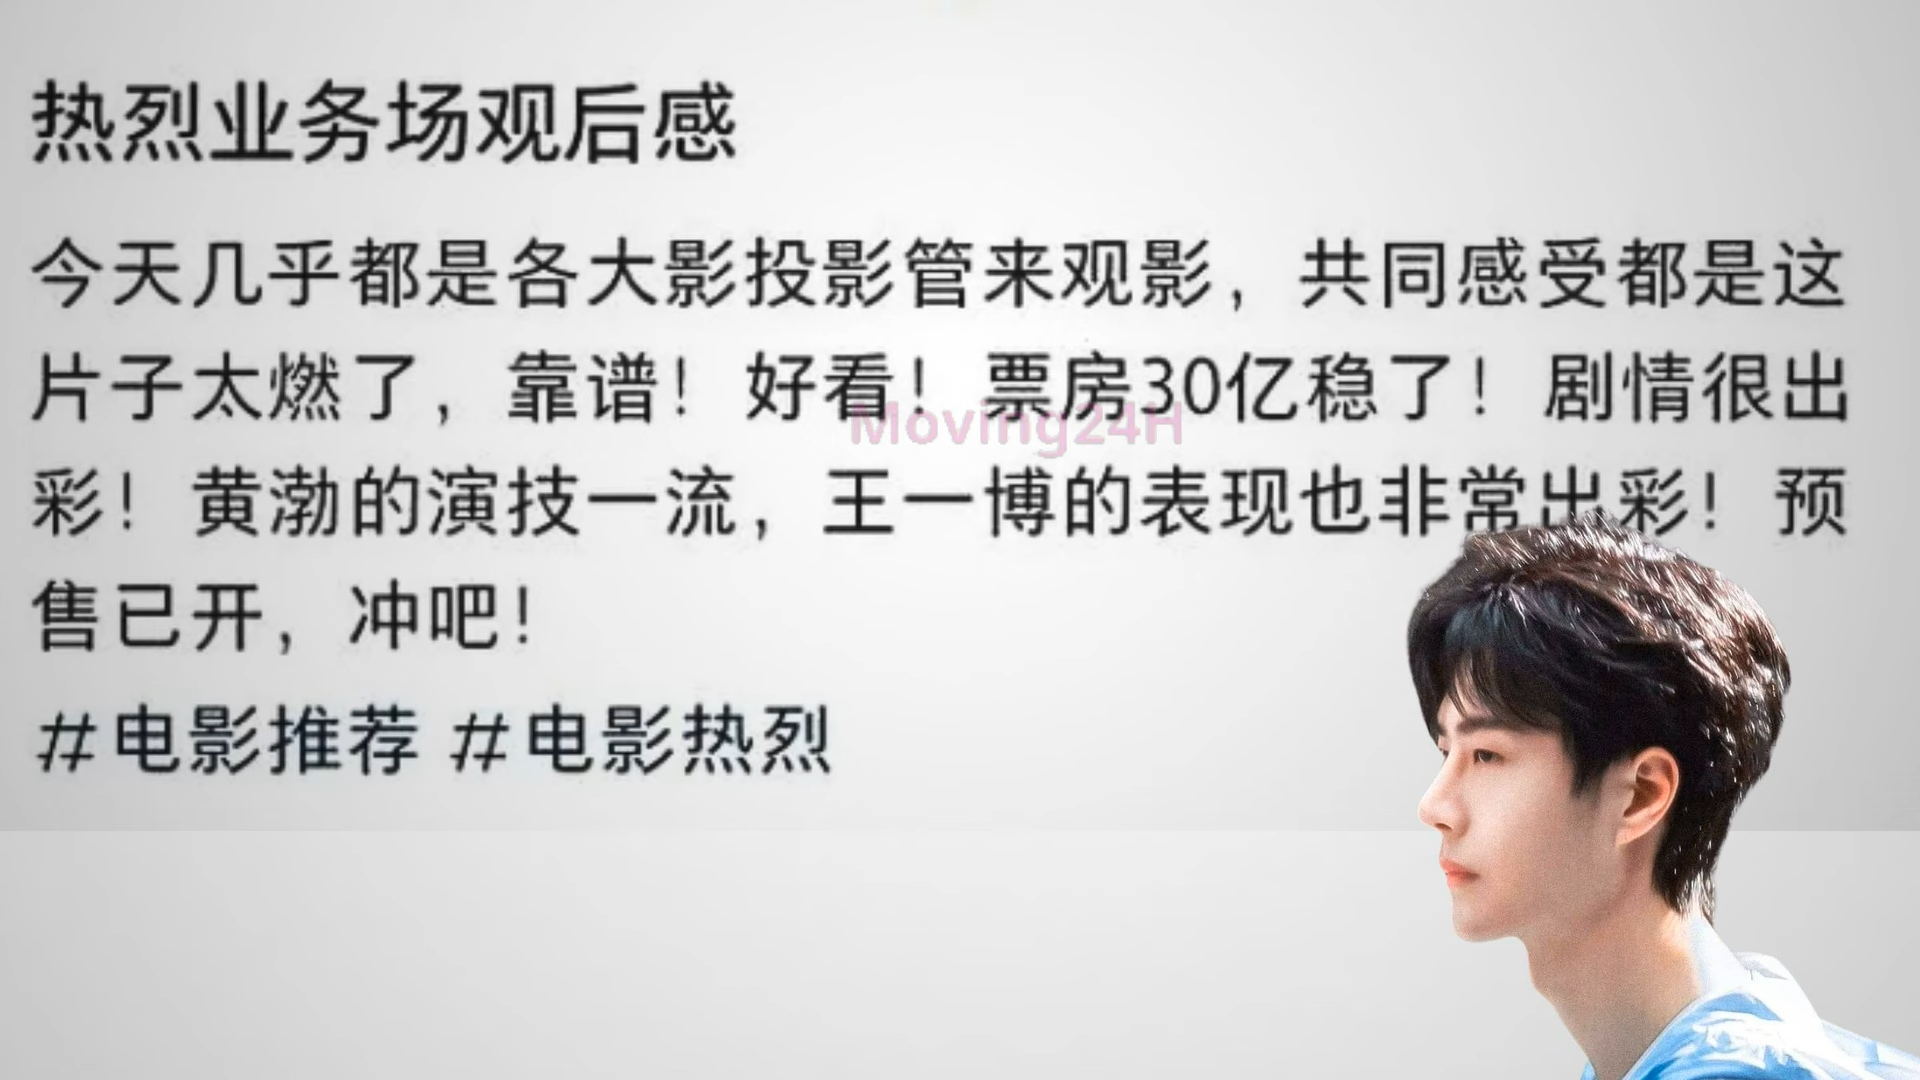 热烈业务场观后感
今天几乎都是各大影投影管来观影，共同感受都是这
片子太燃了，靠谱！好看！票房30亿稳了！剧情很出
彩！黄渤的演技一流，王一博的表现也非常出彩！预
售已开，冲吧！
#电影推荐 #电影热烈
Moving24H